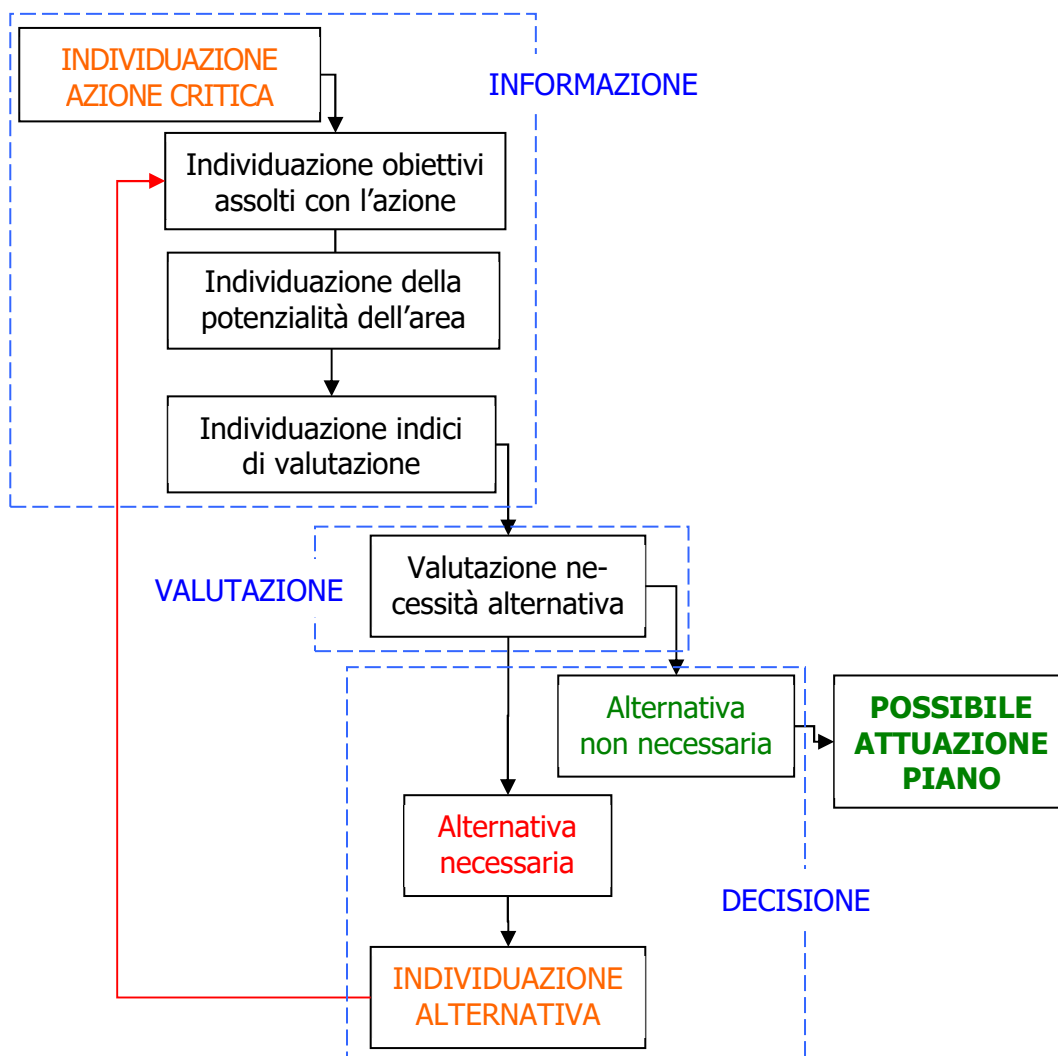 INDIVIDUAZIONE
AZIONE CRITICA
INFORMAZIONE
Individuazione obiettivi
assolti con l’azione
Individuazione della
potenzialità dell’area
Individuazione indici
di valutazione
VALUTAZIONE
Valutazione ne-
cessità alternativa
Alternativa
non necessaria
POSSIBILE
ATTUAZIONE
PIANO
Alternativa
necessaria
DECISIONE
INDIVIDUAZIONE
ALTERNATIVA